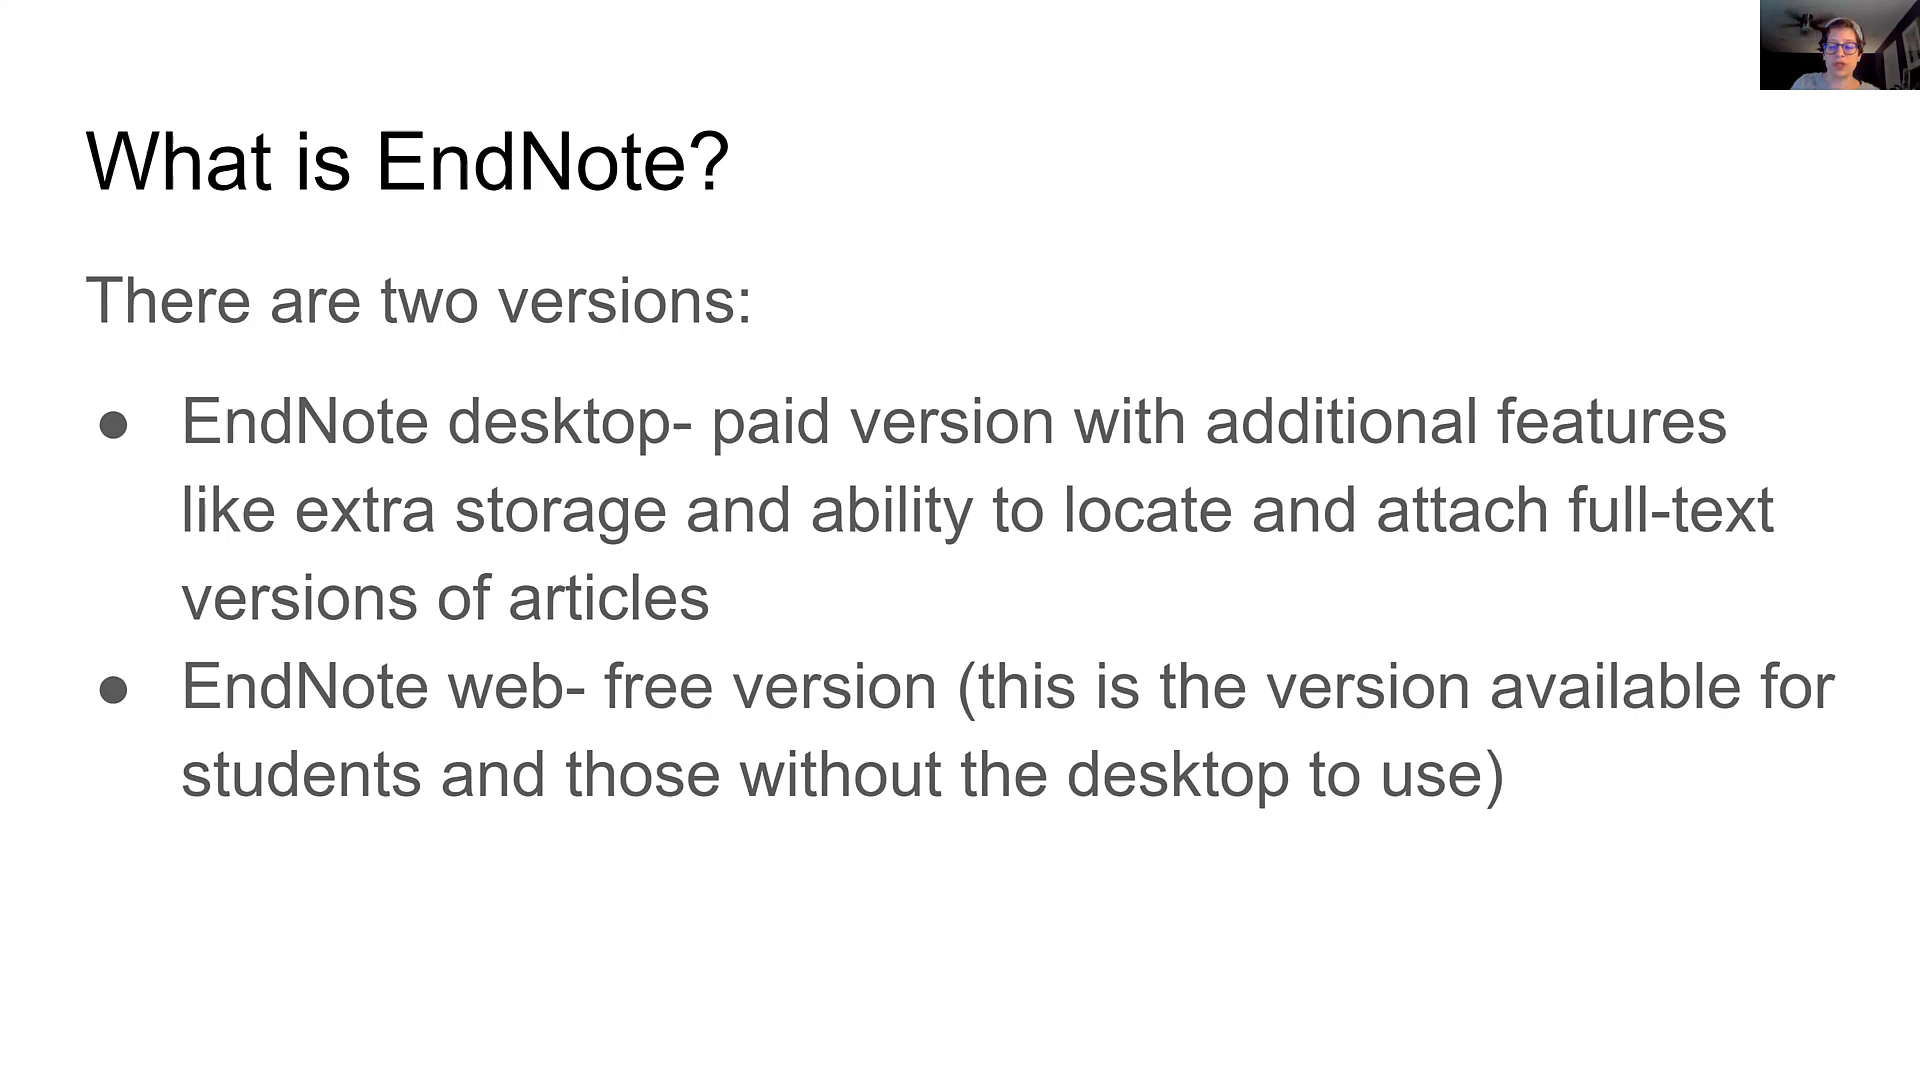 What is EndNote?
There are two versions:
● EndNote desktop- paid version with additional features
like extra storage and ability to locate and attach full-text
versions of articles
● EndNote web- free version (this is the version available for
students and those without the desktop to use)